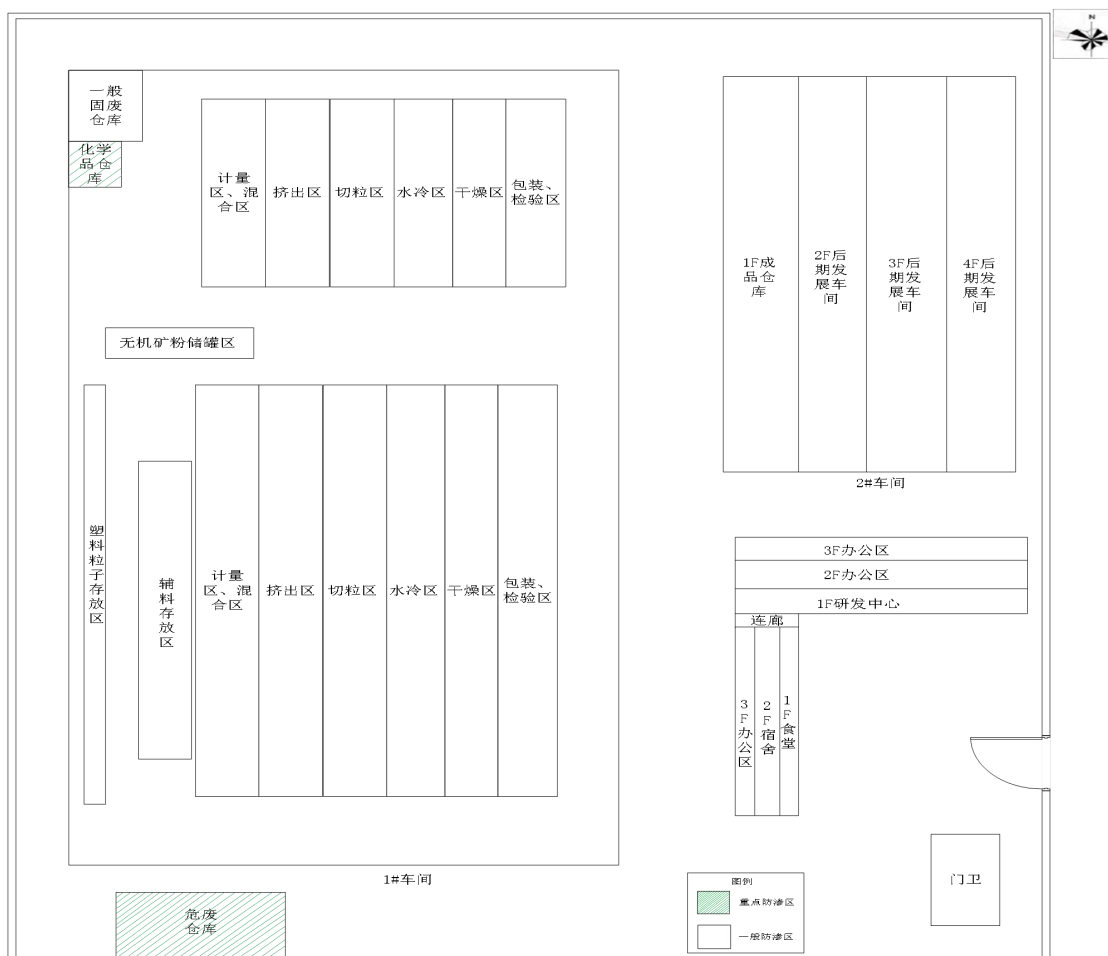 N
一般
固废
仓库
化学
品仓
库
计量
区、混
合区
挤出区
切粒区
水冷区
干燥区
包装、
检验区
1F成
品仓
库
2F后
期发
展车
间
3F后
期发
展车
间
4F后
期发
展车
间
2#车间
无机矿粉储罐区
塑料粒子存放区
辅料存放区
计量
区、混
合区
挤出区
切粒区
水冷区
干燥区
包装、
检验区
1#车间
3F办公区
2F办公区
1F研发中心
连廊
3F办公区
2F宿舍
1F食堂
门卫
危废
仓库
图例
重点防渗区
一般防渗区